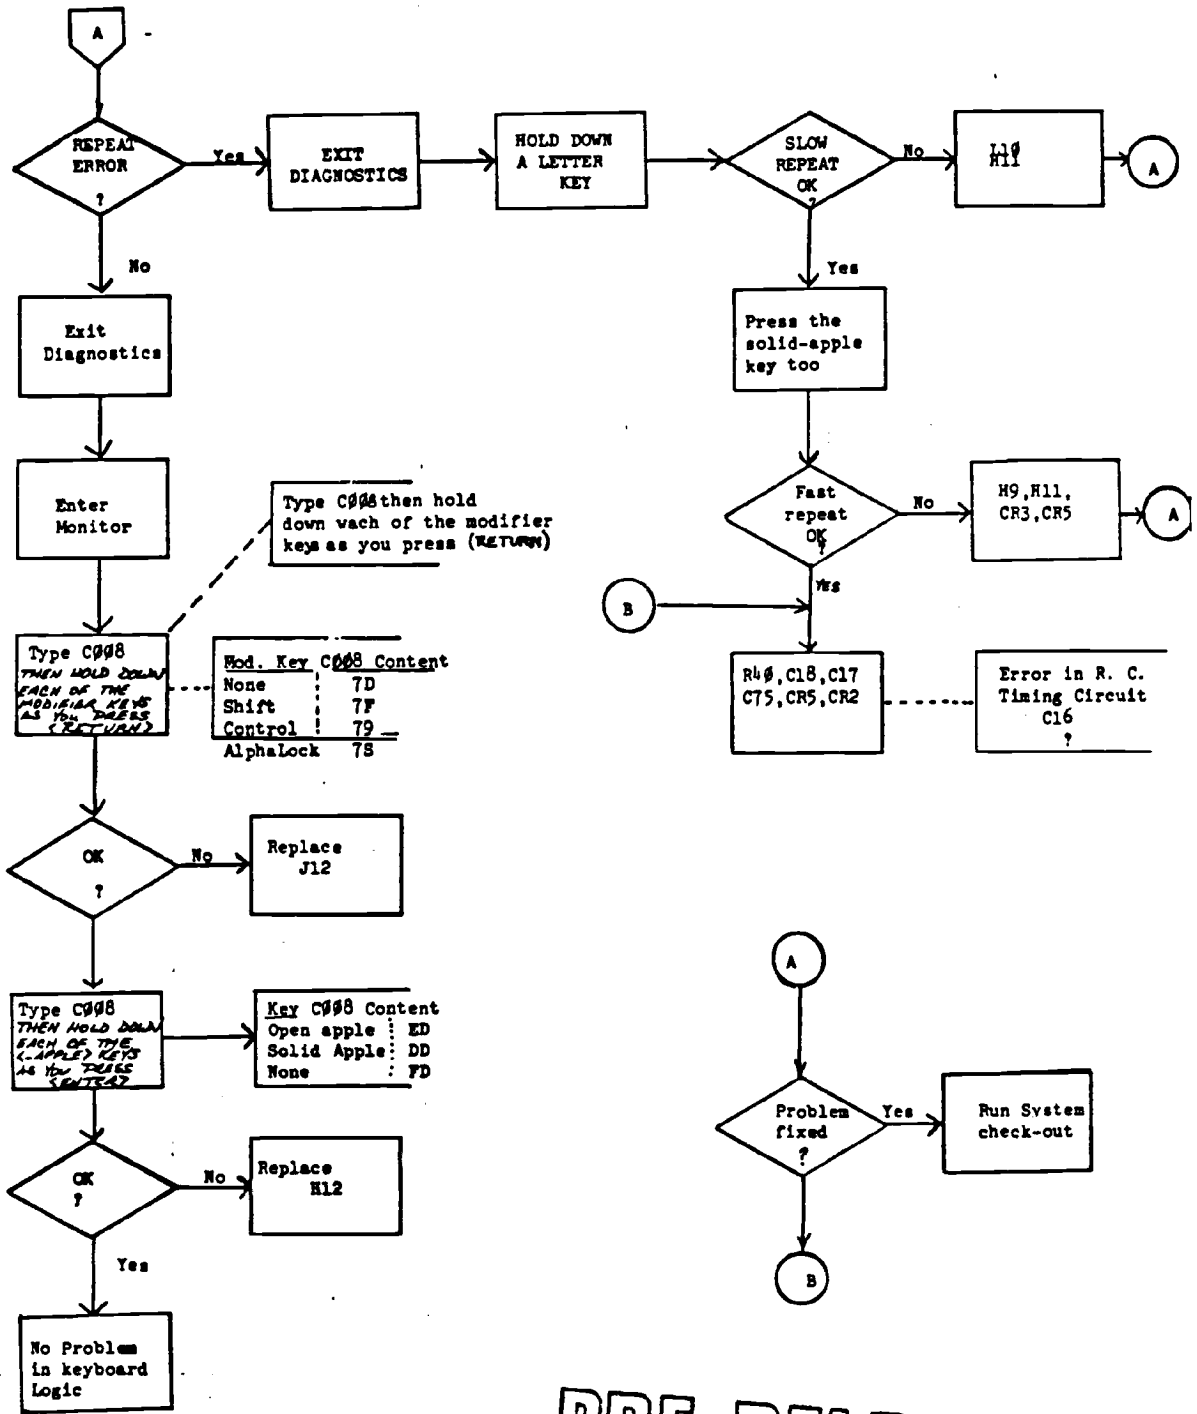 A
REPEAT
ERROR
?
Yes
EXIT
DIAGNOSTICS
HOLD DOWN
A LETTER
KEY
SLOW
REPEAT
OK
?
No
H11
A
No
Yes
Exit
Diagnostics
Press the
solid-apple
key too
Enter
Monitor
Type CØØ8 then hold
down wach of the modifier
keys as you press (RETURN)
Fast
repeat
OK
?
No
H9,H11,
CR3,CR5
A
YES
B
Type CØØ8
THEN HOLD DOWN
EACH OF THE
MODIFIER KEYS
AS YOU PRESS
<RETURN>
Mod. Key CØØ8 Content
None 7D
Shift 7F
Control 79
AlphaLock 7S
R4Ø,C18,C17
C75,CR5,CR2
Error in R. C.
Timing Circuit
C16
?
OK
?
No
Replace
J12
Type CØØ8
THEN HOLD DOWN
EACH OF THE
<-APPLE> KEYS
AS YOU PRESS
<ENTER>
Key CØØ8 Content
Open apple : ED
Solid Apple : DD
None : FD
A
Problem
fixed
?
Yes
Run System
check-out
B
OK
?
No
Replace
H12
Yes
No Problem
in keyboard
Logic